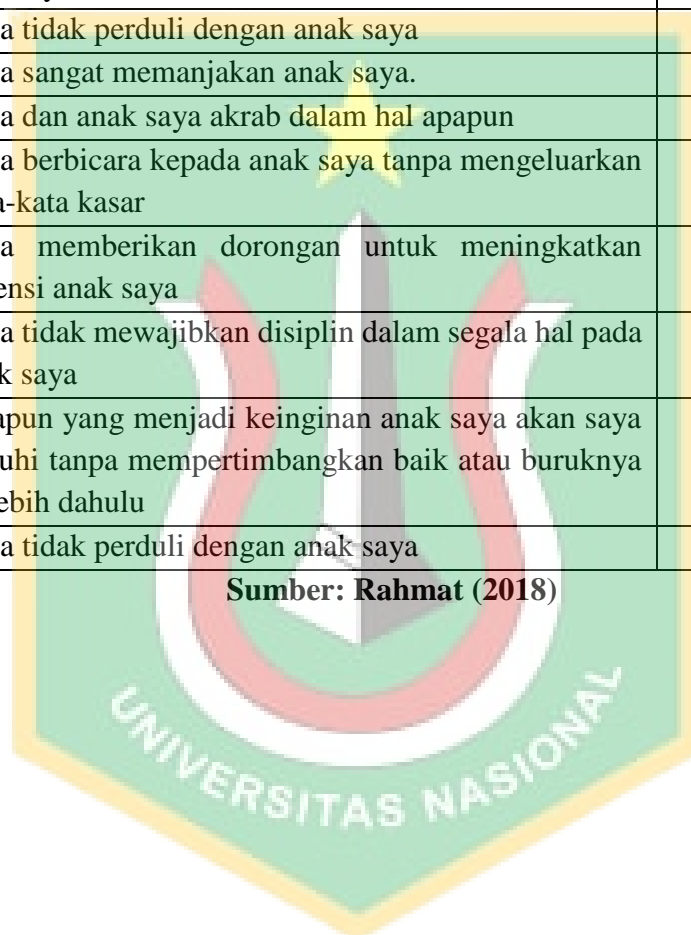 a tidak perduli dengan anak saya
a sangat memanjakan anak saya.
a dan anak saya akrab dalam hal apapun
a berbicara kepada anak saya tanpa mengeluarkan
a-kata kasar
a memberikan dorongan untuk meningkatkan
ensi anak saya
a tidak mewajibkan disiplin dalam segala hal pada
k saya
apun yang menjadi keinginan anak saya akan saya
uhi tanpa mempertimbangkan baik atau buruknya
ebih dahulu
a tidak perduli dengan anak saya
Sumber: Rahmat (2018)
UNIVERSITAS NASIONAL